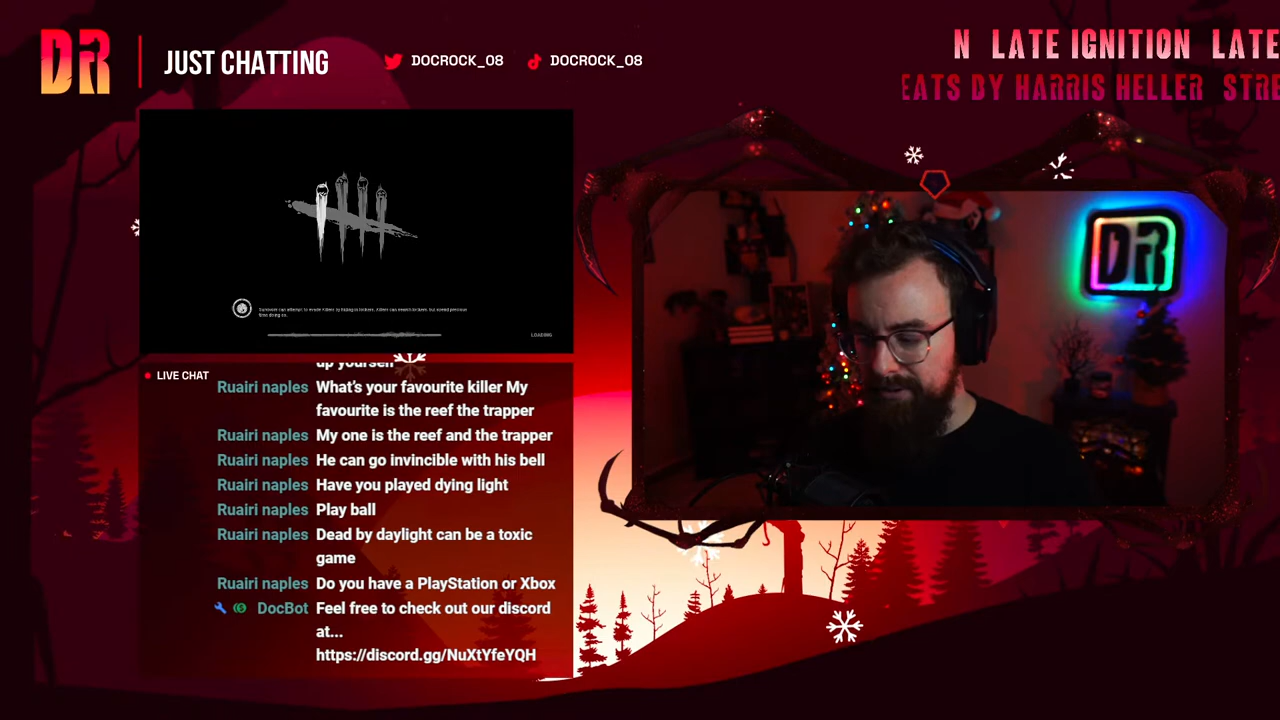 DR
JUST CHATTING
DOCROCK_08
DOCROCK_08
N LATE IGNITION LATE
EATS BY HARRIS HELLER STRE
DR
LOADING
up yourself
LIVE CHAT
Ruairi naples What's your favourite killer My
favourite is the reef the trapper
Ruairi naples My one is the reef and the trapper
Ruairi naples He can go invincible with his bell
Ruairi naples Have you played dying light
Ruairi naples Play ball
Ruairi naples Dead by daylight can be a toxic
game
Ruairi naples Do you have a PlayStation or Xbox
DocBot Feel free to check out our discord
at...
https://discord.gg/NuXtYfeYQH